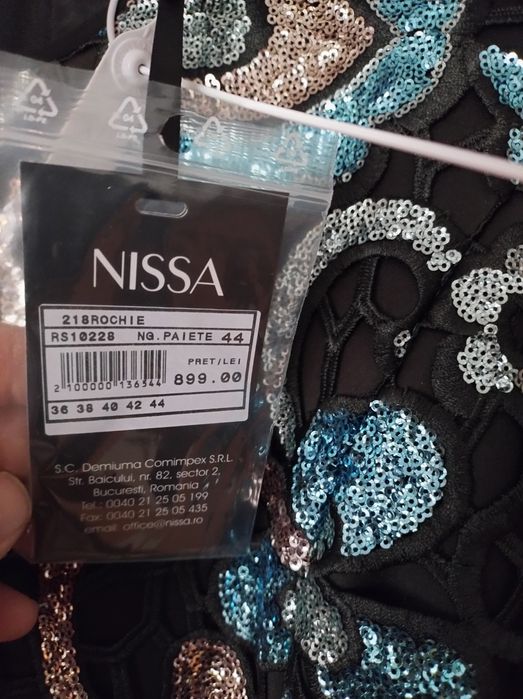 NISSA
218ROCHIE
RS10228 NG.PAIETE 44
PRET/LEI
2 100000 136344 899.00
36 38 40 42 44
S.C. Demiuma Comimpex S.R.L.
Str. Baicului, nr. 82, sector 2,
Bucuresti, Romania
Tel.: 0040 21 25 05 199
Fax: 0040 21 25 05 435
email: office@nissa.ro